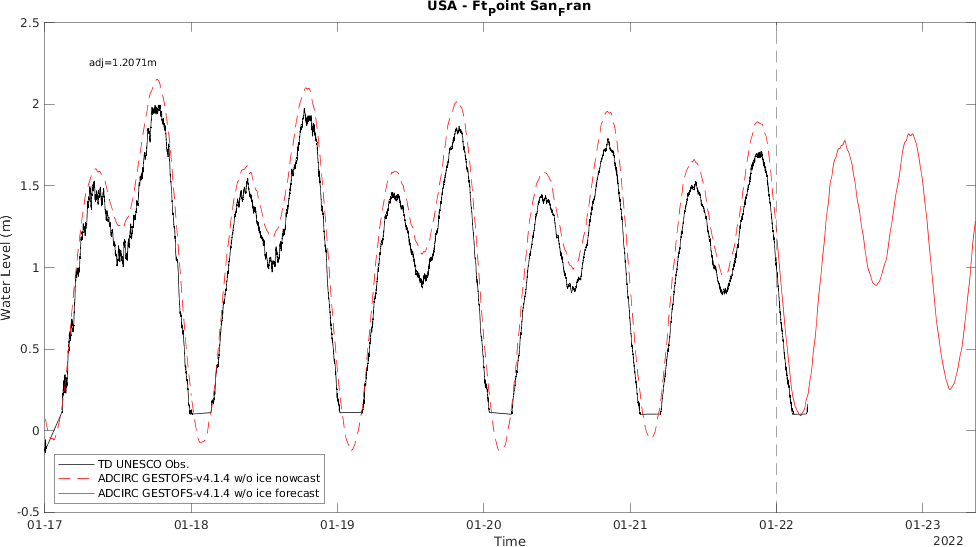 USA - FtPoint SanFran
adj=1.2071m
2.5
2
1.5
1
0.5
0
-0.5
Water Level (m)
TD UNESCO Obs.
ADCIRC GESTOFS-v4.1.4 w/o ice nowcast
ADCIRC GESTOFS-v4.1.4 w/o ice forecast
01-17 01-18 01-19 01-20 01-21 01-22 01-23
Time
2022